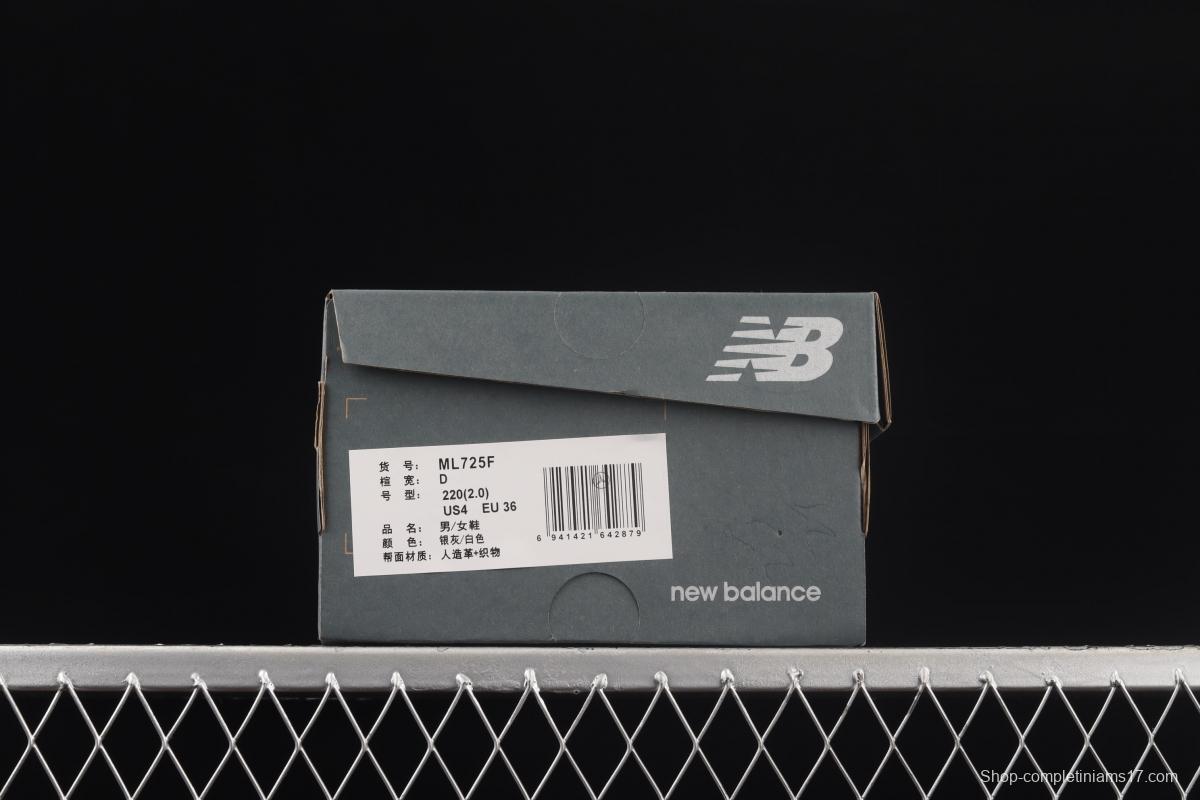 NB
货 号: ML725F
楦 宽: D
号 型: 220(2.0)
US4 EU 36
品 名: 男/女鞋
颜 色: 银灰/白色
帮面材质: 人造革+织物
6 941421 642879
new balance
Shop-completiniams17.com